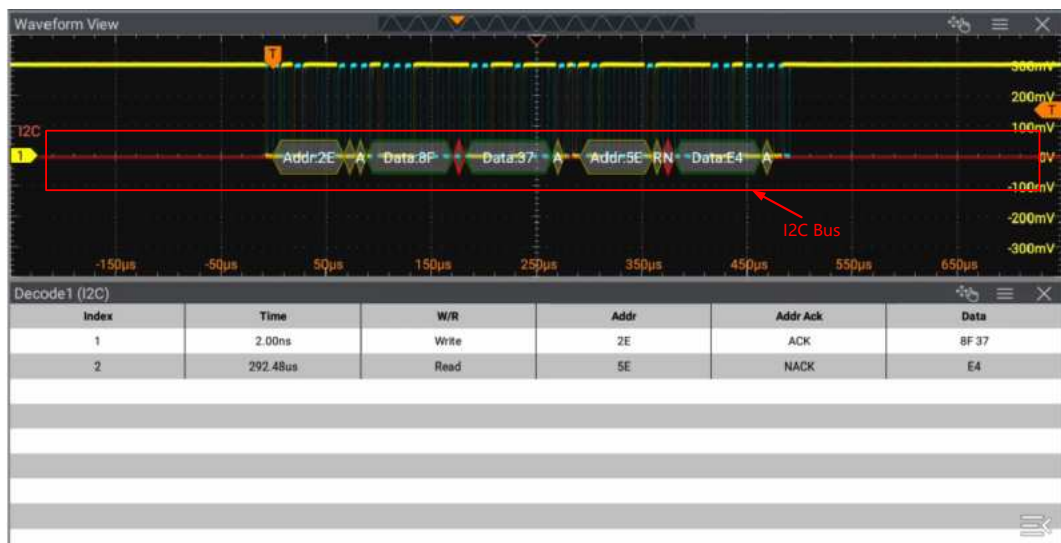 Waveform View
T
300mV
200mV
T
100mV
I2C
1
Addr:2E A Data:8F Data:37 A Addr:5E RN Data:E4 A
0V
-100mV
I2C Bus
-200mV
-300mV
-150μs -50μs 50μs 150μs 250μs 350μs 450μs 550μs 650μs
Decode1 (I2C)
Index Time W/R Addr Addr Ack Data
1 2.00ns Write 2E ACK 8F 37
2 292.48us Read 5E NACK E4